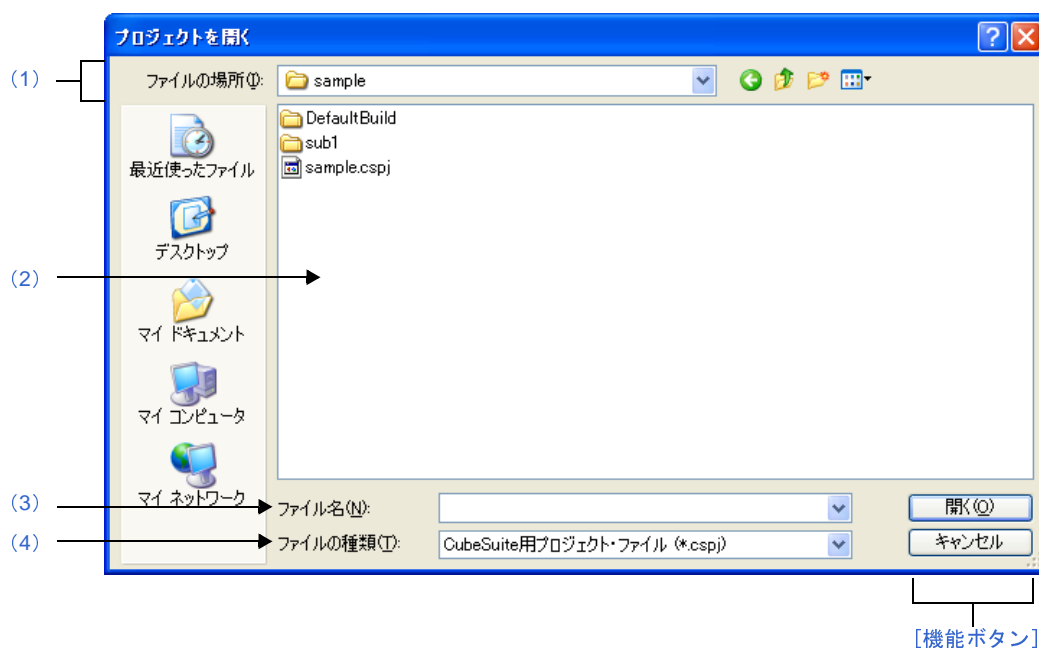 プロジェクトを開く
(1)
ファイルの場所(I):
sample
DefaultBuild
sub1
sample.cspj
最近使ったファイル
デスクトップ
(2)
マイ ドキュメント
マイ コンピュータ
マイ ネットワーク
(3)
ファイル名(N):
開く(O)
(4)
ファイルの種類(T):
CubeSuite用プロジェクト・ファイル (*.cspj)
キャンセル
[機能ボタン]